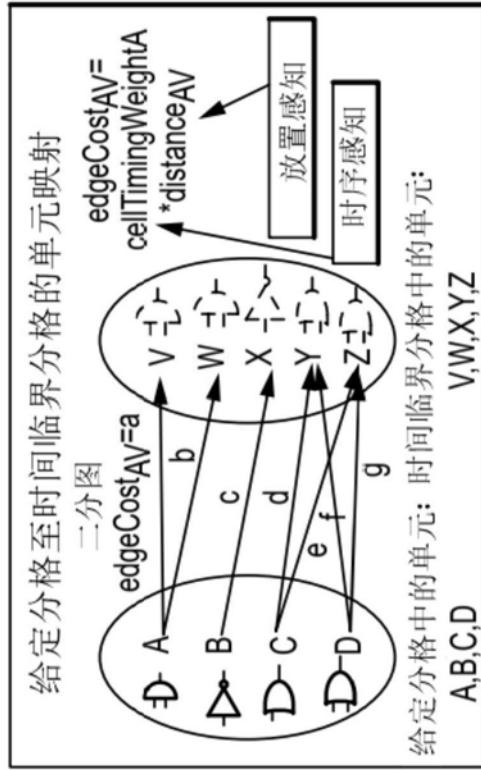 给定分格至时间临界分格的单元映射
二分图
edgeCostAV=a
edgeCostAV=
cellTimingWeightA
*distanceAV
放置感知
时序感知
A
B
C
D
b
c
d
e
f
g
V
W
X
Y
Z
给定分格中的单元:
A,B,C,D
时间临界分格中的单元:
V,W,X,Y,Z